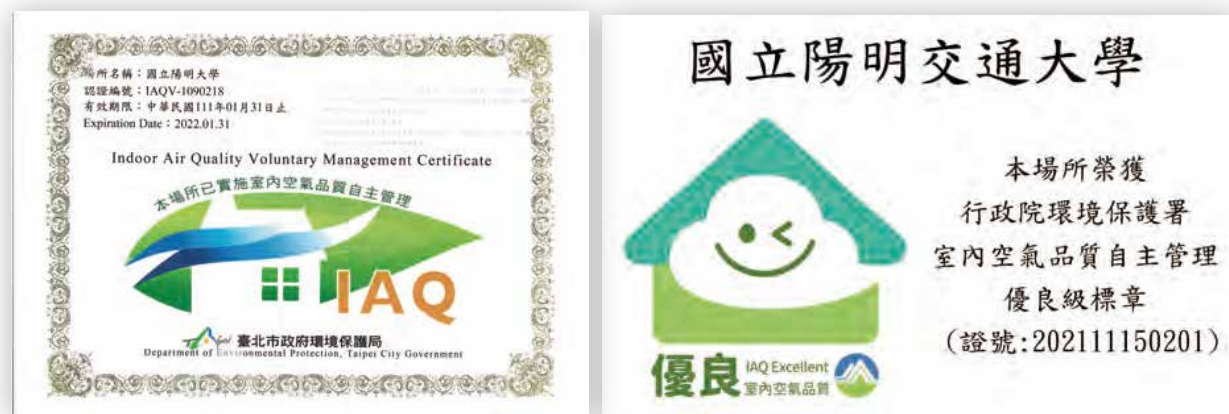 場所名稱：國立陽明大學
認證編號：IAQV-1090218
有效期限：中華民國111年01月31日止
Expiration Date：2022.01.31
Indoor Air Quality Voluntary Management Certificate
本場所已實施室內空氣品質自主管理
IAQ
臺北市政府環境保護局
Department of Environmental Protection, Taipei City Government
國立陽明交通大學
本場所榮獲
行政院環境保護署
室內空氣品質自主管理
優良級標章
(證號:202111150201)
優良 IAQ Excellent
室內空氣品質